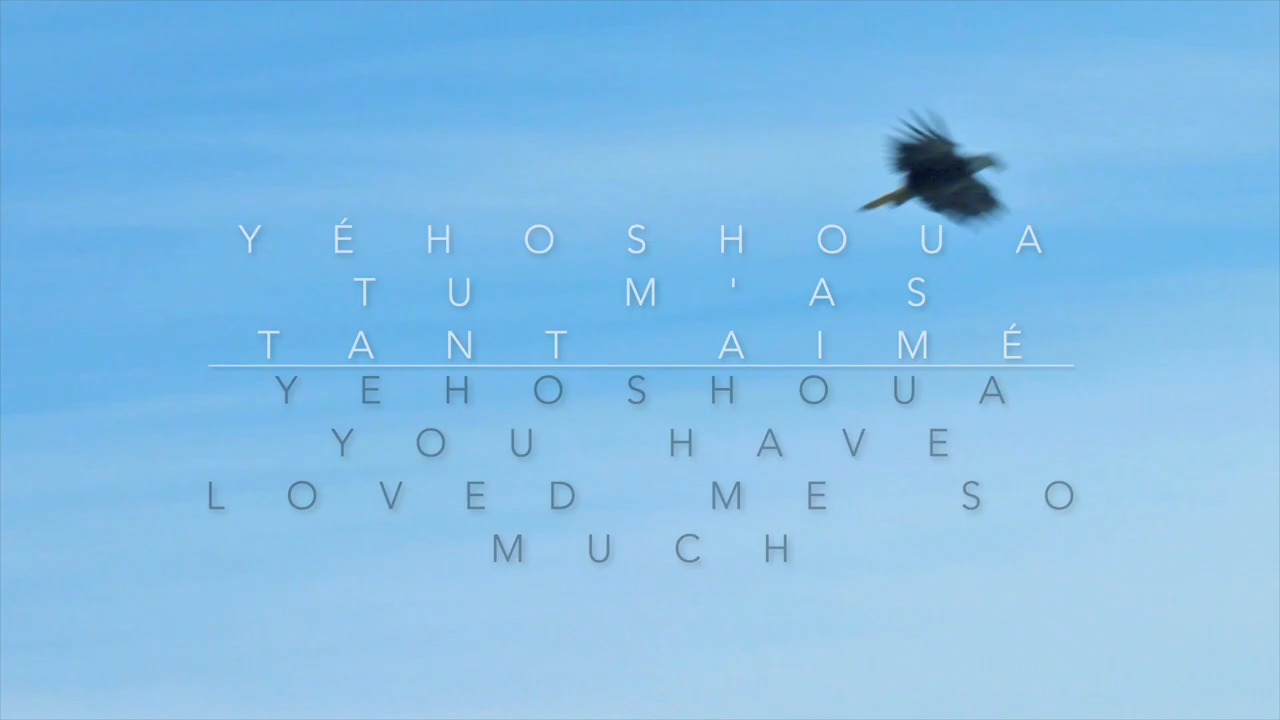 YÉHOSHOUA
TU M'AS
TANT AIMÉ
YEHOSHOUA
YOU HAVE
LOVED ME SO
MUCH